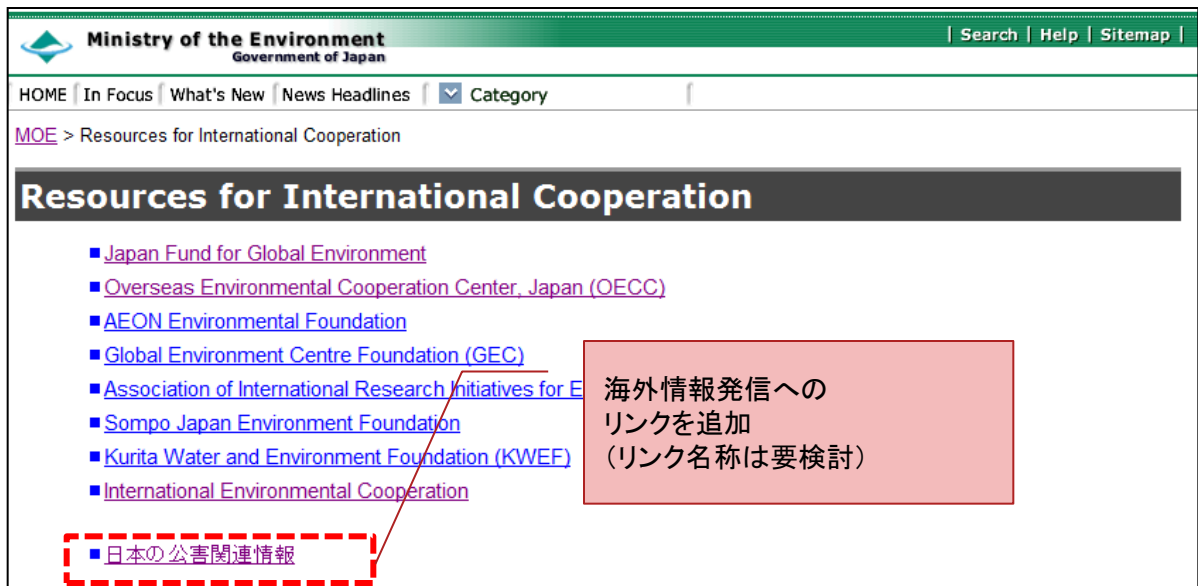 Ministry of the Environment
Government of Japan
| Search | Help | Sitemap |
HOME In Focus What's New News Headlines Category
MOE > Resources for International Cooperation
Resources for International Cooperation
Japan Fund for Global Environment
Overseas Environmental Cooperation Center, Japan (OECC)
AEON Environmental Foundation
Global Environment Centre Foundation (GEC)
Association of International Research Initiatives for E
Sompo Japan Environment Foundation
Kurita Water and Environment Foundation (KWEF)
International Environmental Cooperation
日本の公害関連情報
海外情報発信への
リンクを追加
（リンク名称は要検討）